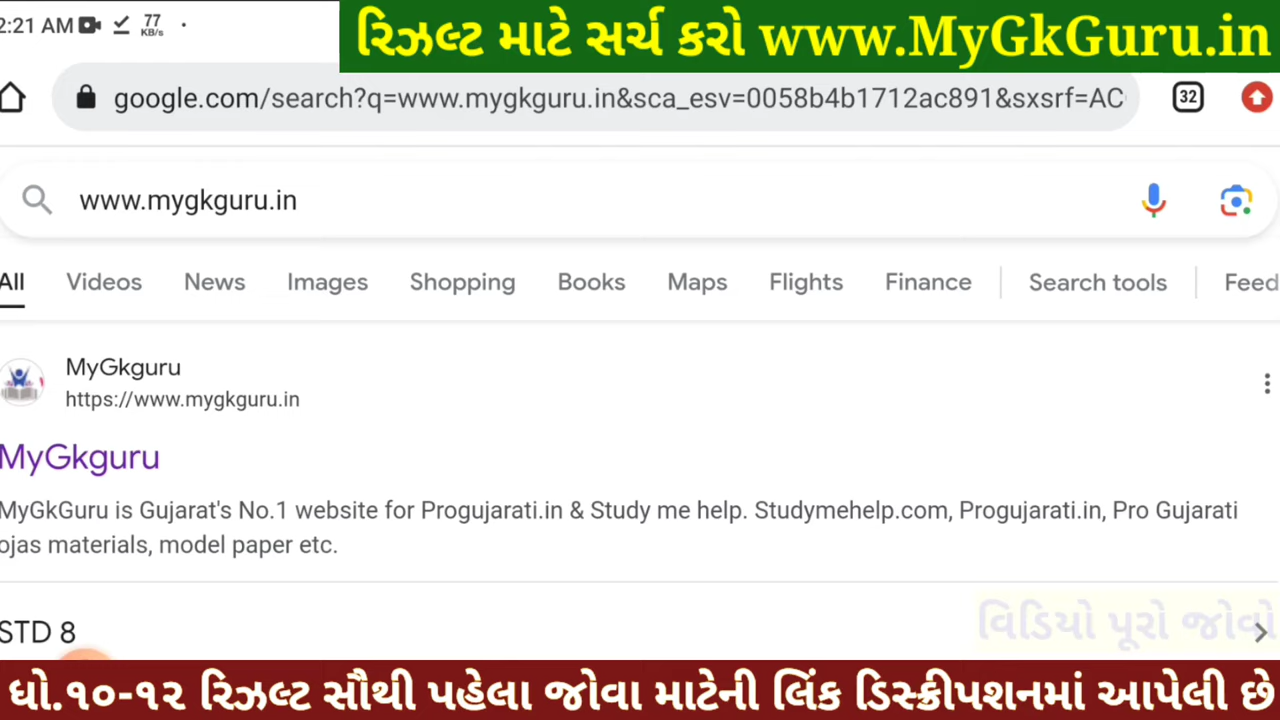 2:21 AM 77 KB/s
રિઝલ્ટ માટે સર્ચ કરો www.MyGkGuru.in
google.com/search?q=www.mygkguru.in&sca_esv=0058b4b1712ac891&sxsrf=AC
32
www.mygkguru.in
All Videos News Images Shopping Books Maps Flights Finance Search tools Feed
MyGkguru
https://www.mygkguru.in
MyGkguru
MyGkGuru is Gujarat's No.1 website for Progujarati.in & Study me help. Studymehelp.com, Progujarati.in, Pro Gujarati
ojas materials, model paper etc.
STD 8
વિડિયો પૂરો જોવો
ધો.૧૦-૧૨ રિઝલ્ટ સૌથી પહેલા જોવા માટેની લિંક ડિસ્ક્રીપશનમાં આપેલી છે